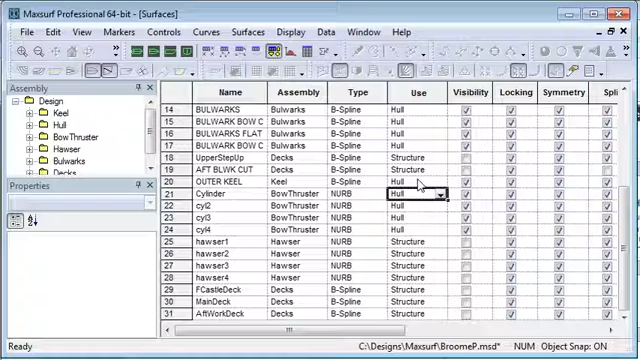 Maxsurf Professional 64-bit - [Surfaces]
File Edit View Markers Controls Curves Surfaces Display Data Window Help
Assembly
Design
Keel
Hull
BowThruster
Hawser
Bulwarks
Decks
Properties
Name Assembly Type Use Visibility Locking Symmetry Spli
14 BULWARKS Bulwarks B-Spline Hull
15 BULWARK BOW C Bulwarks B-Spline Hull
16 BULWARKS FLAT Bulwarks B-Spline Hull
17 BULWARK BOW C Bulwarks B-Spline Hull
18 UpperStepUp Decks B-Spline Structure
19 AFT BLWK CUT Decks B-Spline Structure
20 OUTER KEEL Keel B-Spline Hull
21 Cylinder BowThruster NURB Hull
22 cyl2 BowThruster NURB Hull
23 cyl3 BowThruster NURB Hull
24 cyl4 BowThruster NURB Hull
25 hawser1 Hawser NURB Structure
26 hawser2 Hawser NURB Structure
27 hawser3 Hawser NURB Structure
28 hawser4 Hawser NURB Structure
29 FCastleDeck Decks B-Spline Structure
30 MainDeck Decks B-Spline Structure
31 AftWorkDeck Decks B-Spline Structure
Ready C:\Designs\Maxsurf\BroomeP.msd* NUM Object Snap: ON